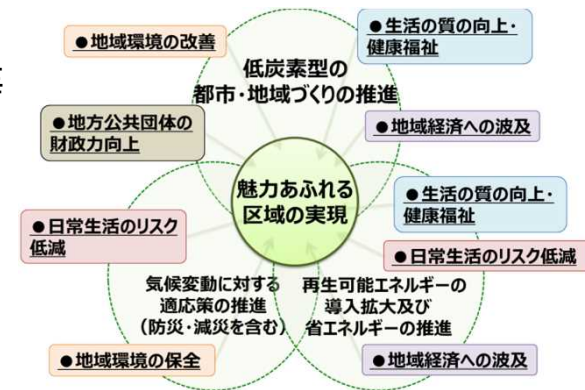 ●地域環境の改善
●生活の質の向上・
健康福祉
低炭素型の
都市・地域づくりの推進
●地方公共団体の
財政力向上
●地域経済への波及
魅力あふれる
区域の実現
●生活の質の向上・
健康福祉
●日常生活のリスク
低減
●日常生活のリスク低減
気候変動に対する
適応策の推進
（防災・減災を含む）
再生可能エネルギーの
導入拡大及び
省エネルギーの推進
●地域環境の保全
●地域経済への波及